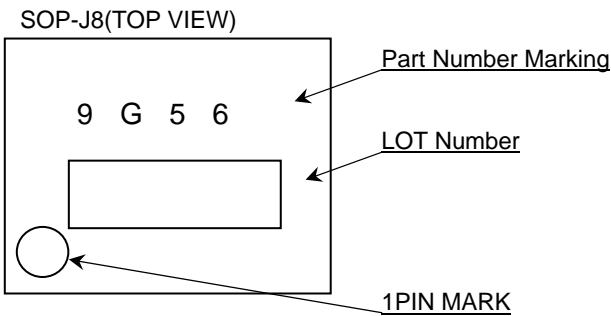 SOP-J8(TOP VIEW)
Part Number Marking
9 G 5 6
LOT Number
1PIN MARK